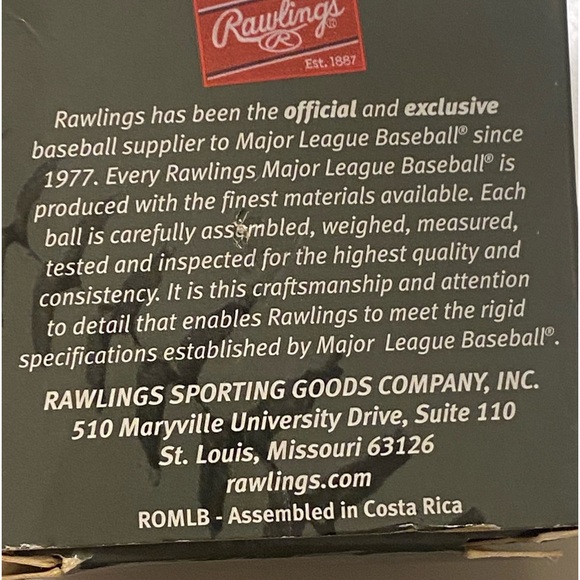 Rawlings®
R
Est. 1887
Rawlings has been the official and exclusive
baseball supplier to Major League Baseball® since
1977. Every Rawlings Major League Baseball® is
produced with the finest materials available. Each
ball is carefully assembled, weighed, measured,
tested and inspected for the highest quality and
consistency. It is this craftsmanship and attention
to detail that enables Rawlings to meet the rigid
specifications established by Major League Baseball®.
RAWLINGS SPORTING GOODS COMPANY, INC.
510 Maryville University Drive, Suite 110
St. Louis, Missouri 63126
rawlings.com
ROMLB - Assembled in Costa Rica